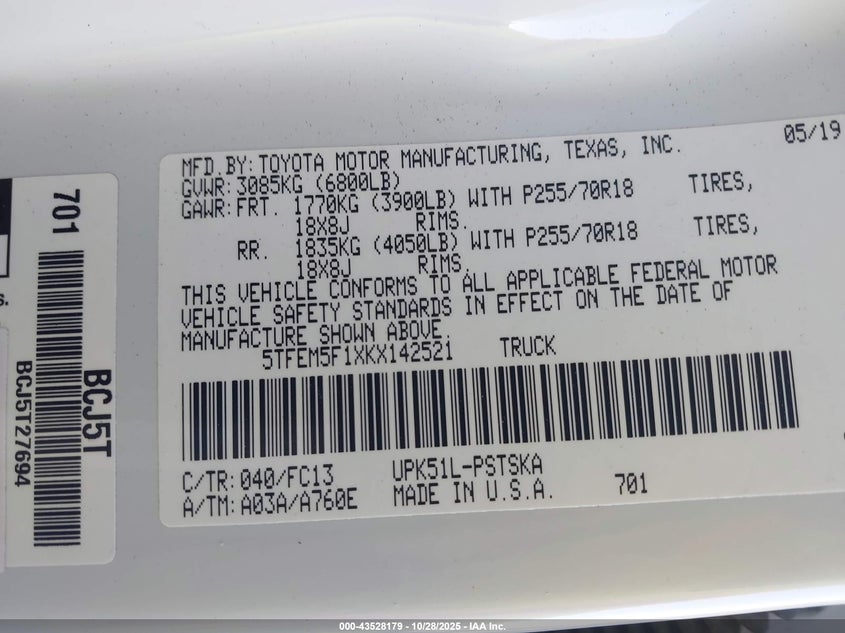 05/19
MFD.BY: TOYOTA MOTOR MANUFACTURING, TEXAS, INC.
GVWR: 3085KG (6800LB)
GAWR: FRT. 1770KG (3900LB) WITH P255/70R18 TIRES,
18X8J RIMS.
RR. 1835KG (4050LB) WITH P255/70R18 TIRES,
18X8J RIMS.
THIS VEHICLE CONFORMS TO ALL APPLICABLE FEDERAL MOTOR
VEHICLE SAFETY STANDARDS IN EFFECT ON THE DATE OF
MANUFACTURE SHOWN ABOVE.
5TFEM5F1XKX142521 TRUCK
C/TR: 040/FC13 UPK51L-PSTSKA
A/TM: A03A/A760E MADE IN U.S.A. 701
701
BCJ5T
BCJ5T27694
000-43528179 - 10/28/2025 - IAA Inc.